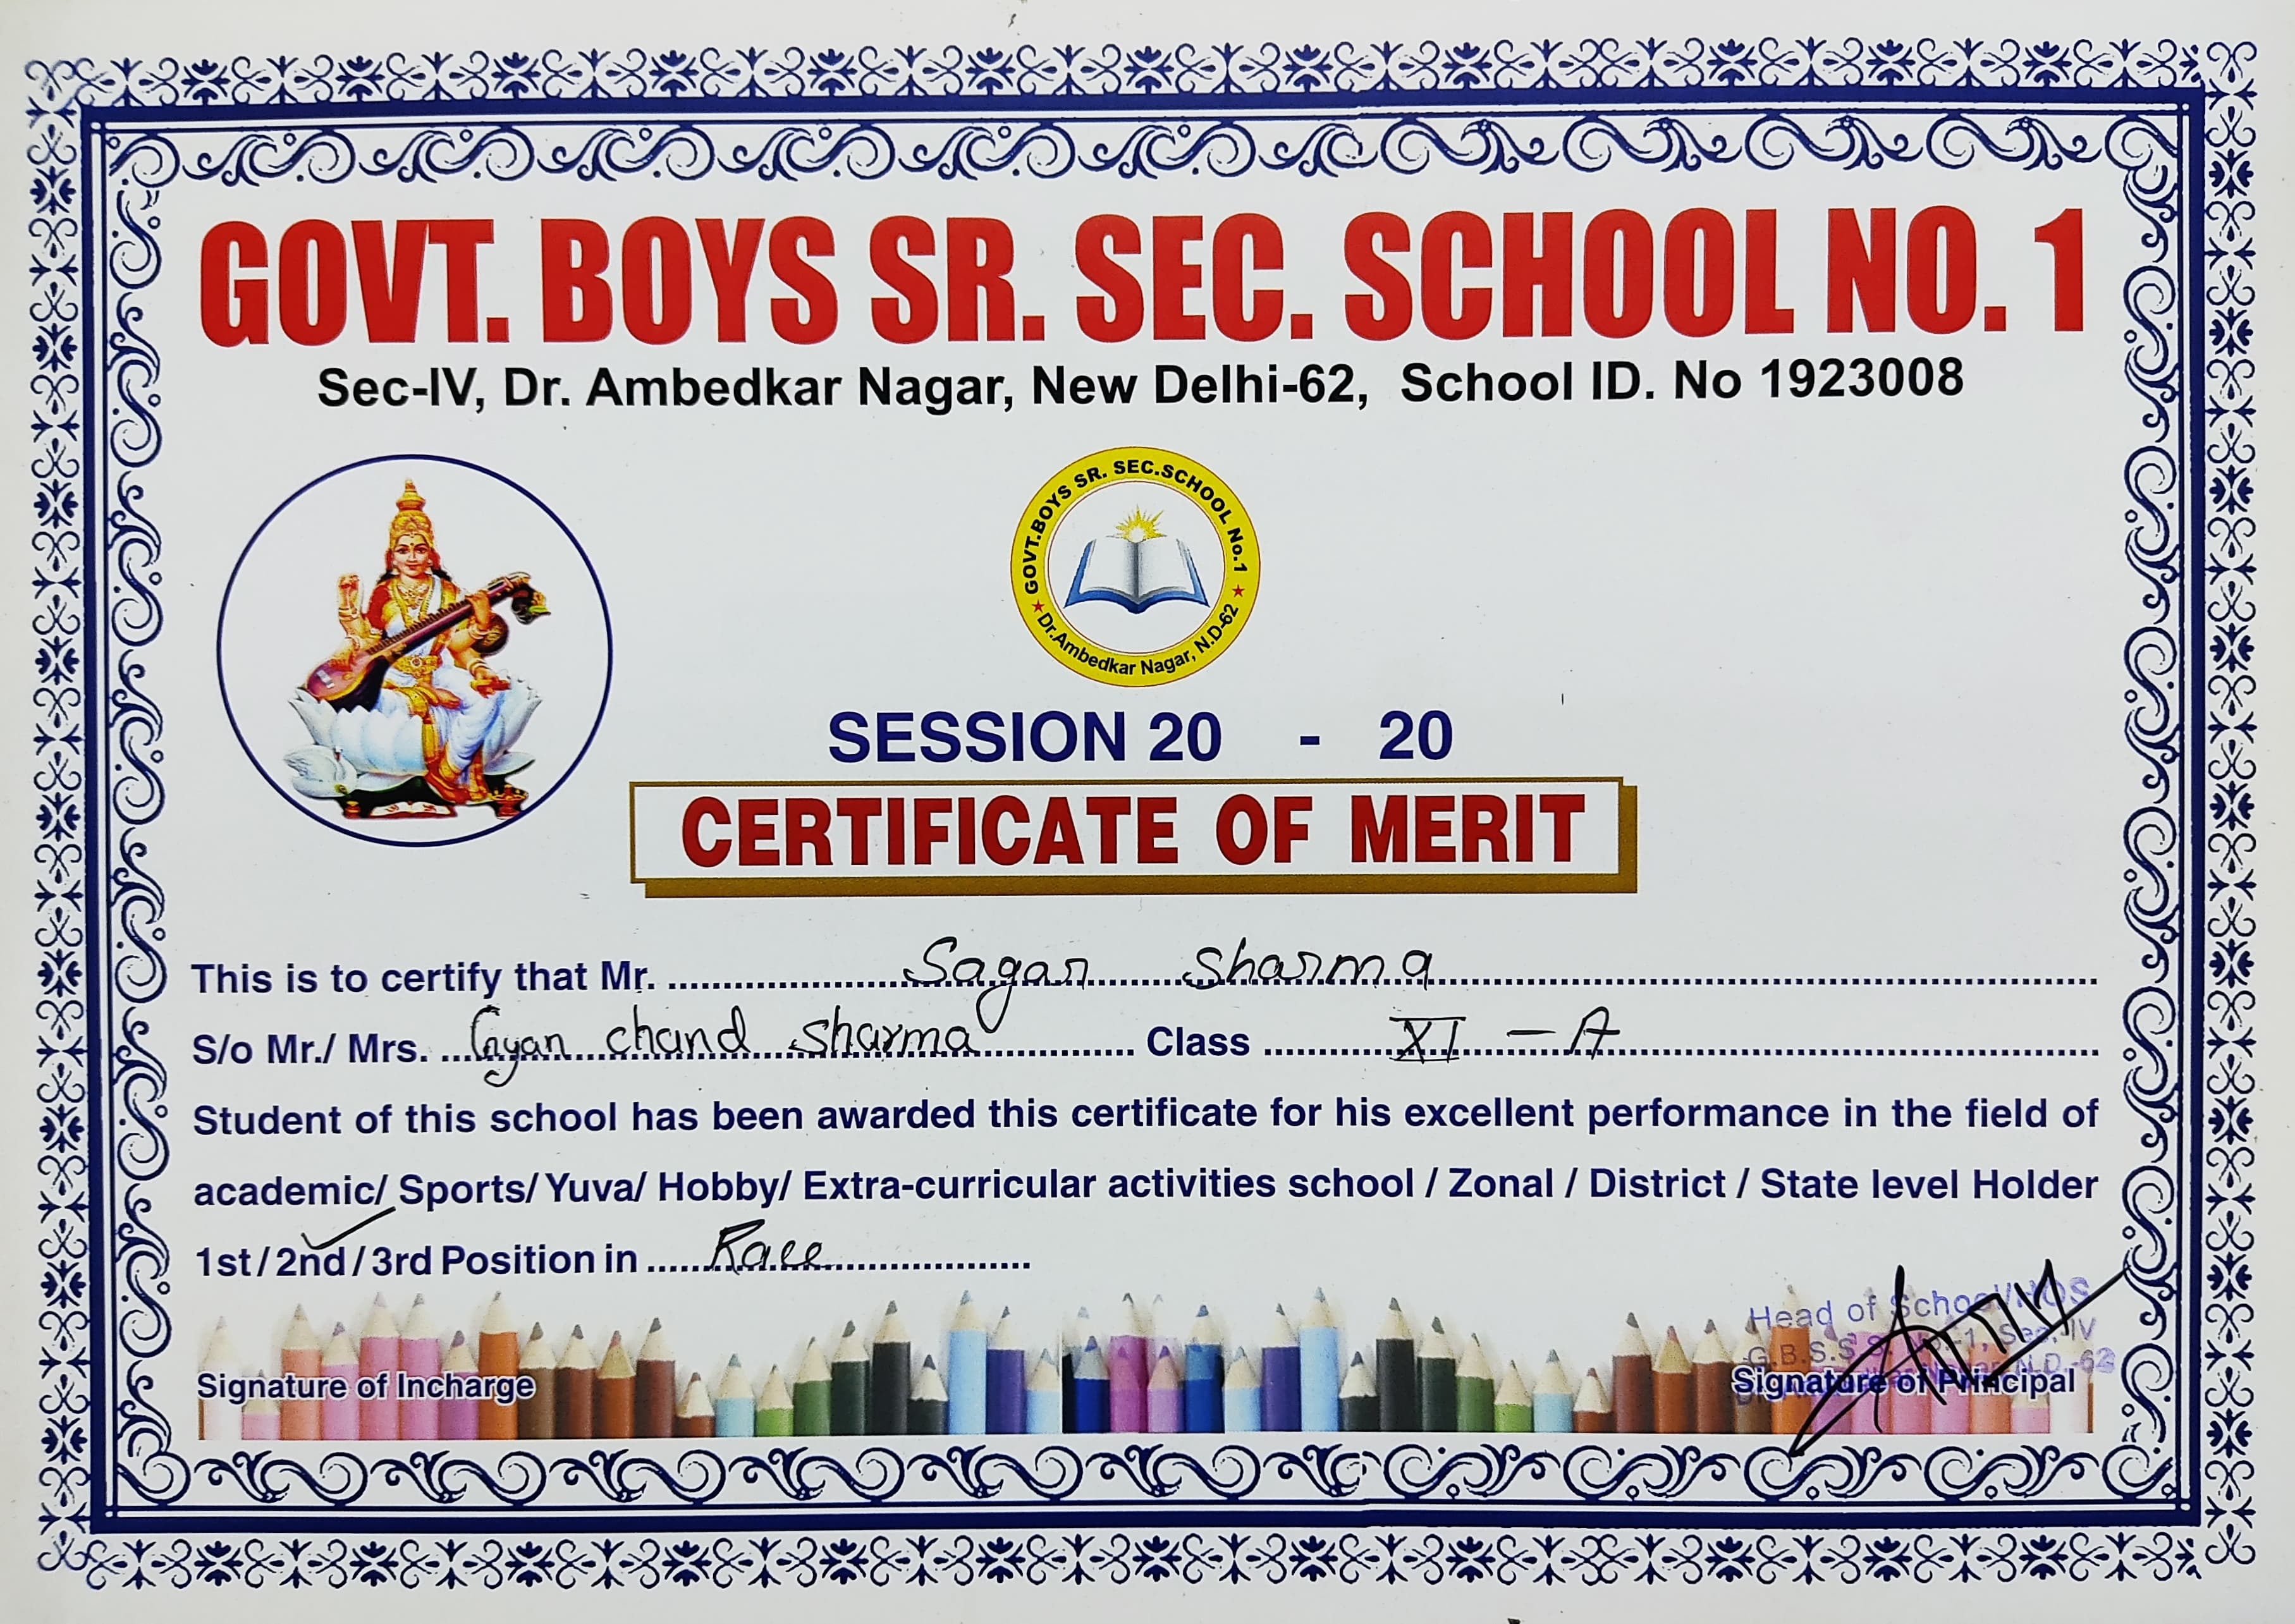 GOVT. BOYS SR. SEC. SCHOOL NO. 1
Sec-IV, Dr. Ambedkar Nagar, New Delhi-62, School ID. No 1923008
GOVT.BOYS SR. SEC.SCHOOL No.1
Dr.Ambedkar Nagar, N.D-62
SESSION 20 - 20
CERTIFICATE OF MERIT
This is to certify that Mr. Sagar Sharma
S/o Mr./ Mrs. Gyan chand sharma Class XI - A
Student of this school has been awarded this certificate for his excellent performance in the field of
academic/ Sports/ Yuva/ Hobby/ Extra-curricular activities school / Zonal / District / State level Holder
1st / 2nd / 3rd Position in Race
Head of School/HOS
G.B.S.S.S. No.-1, Sec. IV
N.D.-62
Signature of Incharge Signature of Principal